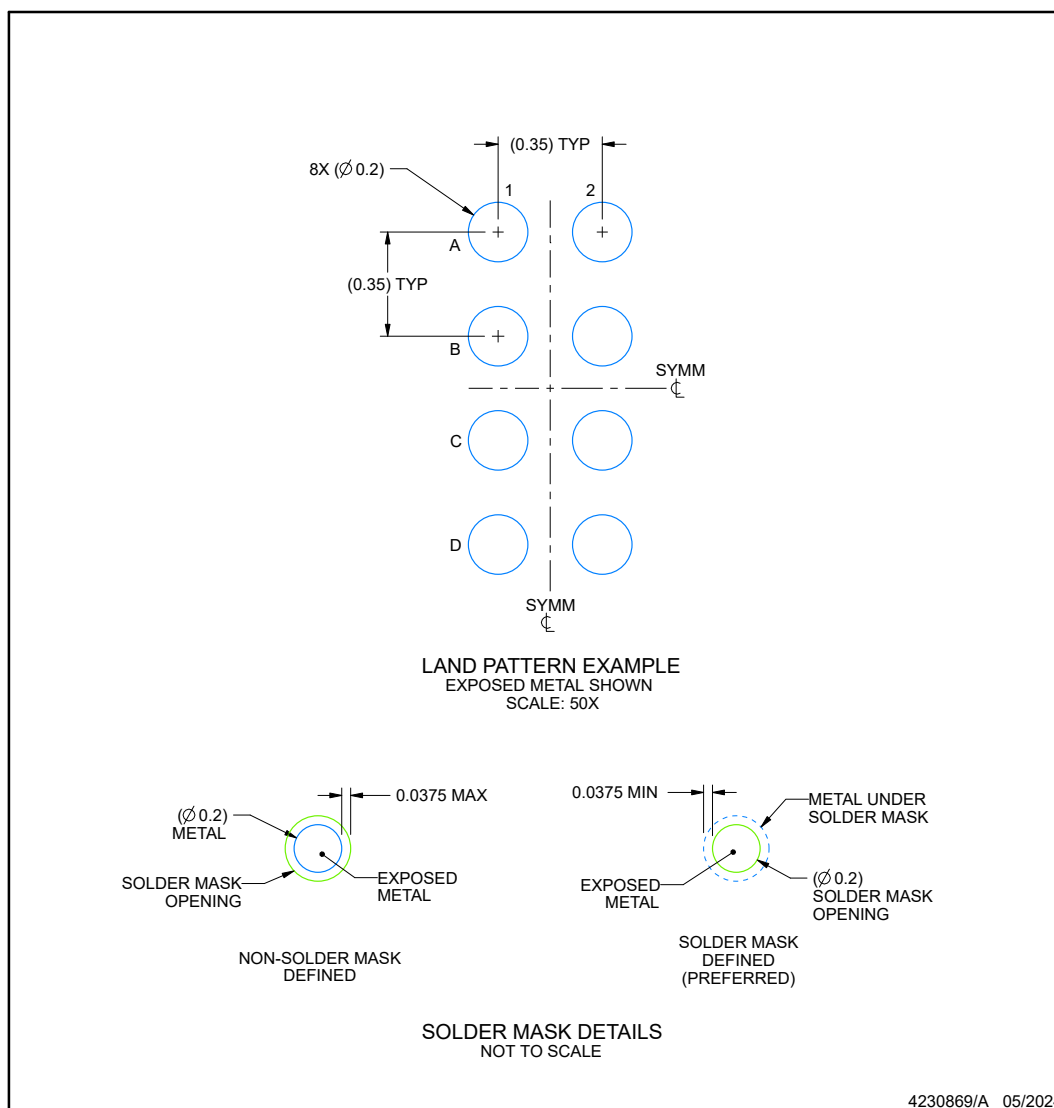 (0.35) TYP
8X (∅ 0.2)
1
2
A
(0.35) TYP
B
SYMM
℄
C
D
SYMM
℄
LAND PATTERN EXAMPLE
EXPOSED METAL SHOWN
SCALE: 50X
(∅ 0.2)
METAL
0.0375 MAX
SOLDER MASK
OPENING
EXPOSED
METAL
NON-SOLDER MASK
DEFINED
0.0375 MIN
METAL UNDER
SOLDER MASK
EXPOSED
METAL
(∅ 0.2)
SOLDER MASK
OPENING
SOLDER MASK
DEFINED
(PREFERRED)
SOLDER MASK DETAILS
NOT TO SCALE
4230869/A